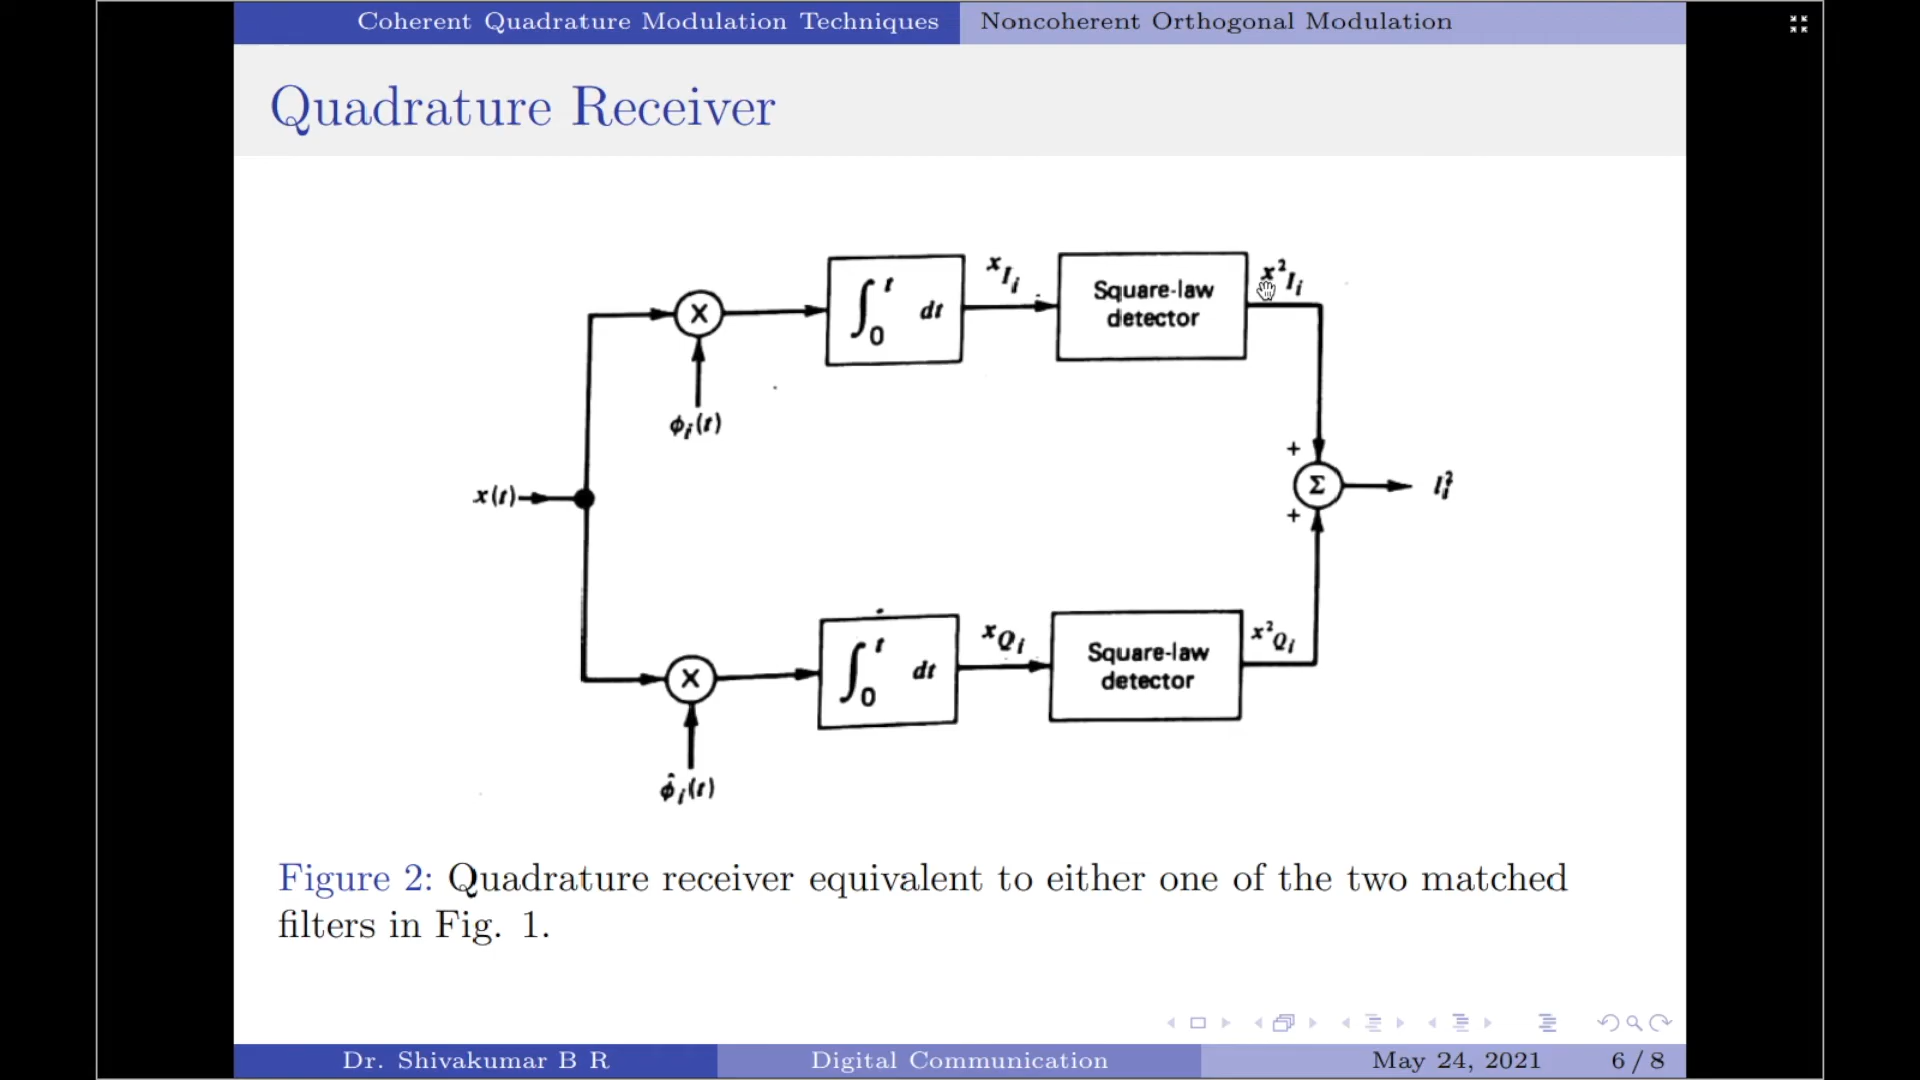 Coherent Quadrature Modulation Techniques Noncoherent Orthogonal Modulation
Quadrature Receiver
∫₀ᵗ dt
x_{I_i}
Square-law
detector
x²_{I_i}
X
ϕ_i(t)
x(t)
+
Σ
+
l_i²
∫₀ᵗ dt
x_{Q_i}
Square-law
detector
x²_{Q_i}
X
ϕ̂_i(t)
Figure 2: Quadrature receiver equivalent to either one of the two matched
filters in Fig. 1.
Dr. Shivakumar B R Digital Communication May 24, 2021 6 / 8